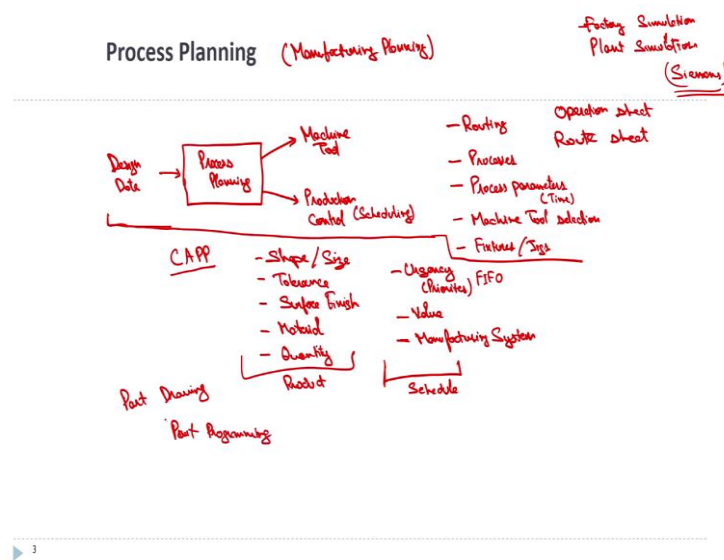 Process Planning (Manufacturing Planning)
Factory Simulation
Plant Simulation
(Siemens)
Design
Data
Process
Planning
Machine
Tool
Production
Control (Scheduling)
- Routing
- Processes
- Process parameters
(Time)
- Machine Tool selection
- Fixtures / Jigs
Operation sheet
Route sheet
CAPP
- Shape / Size
- Tolerance
- Surface Finish
- Material
- Quantity
Product
- Urgency
(Priorities) FIFO
- Value
- Manufacturing System
Schedule
Part Drawing
Part Programming
3